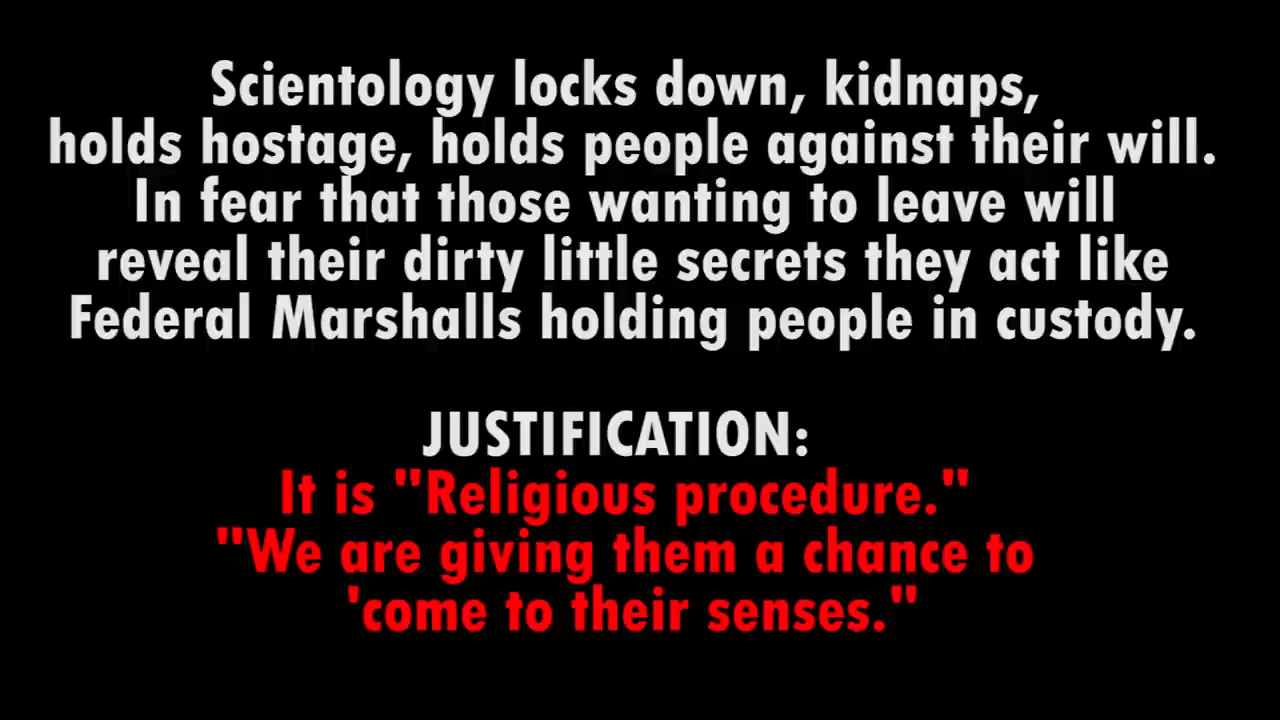 Scientology locks down, kidnaps,
holds hostage, holds people against their will.
In fear that those wanting to leave will
reveal their dirty little secrets they act like
Federal Marshalls holding people in custody.
JUSTIFICATION:
It is "Religious procedure."
"We are giving them a chance to
'come to their senses."